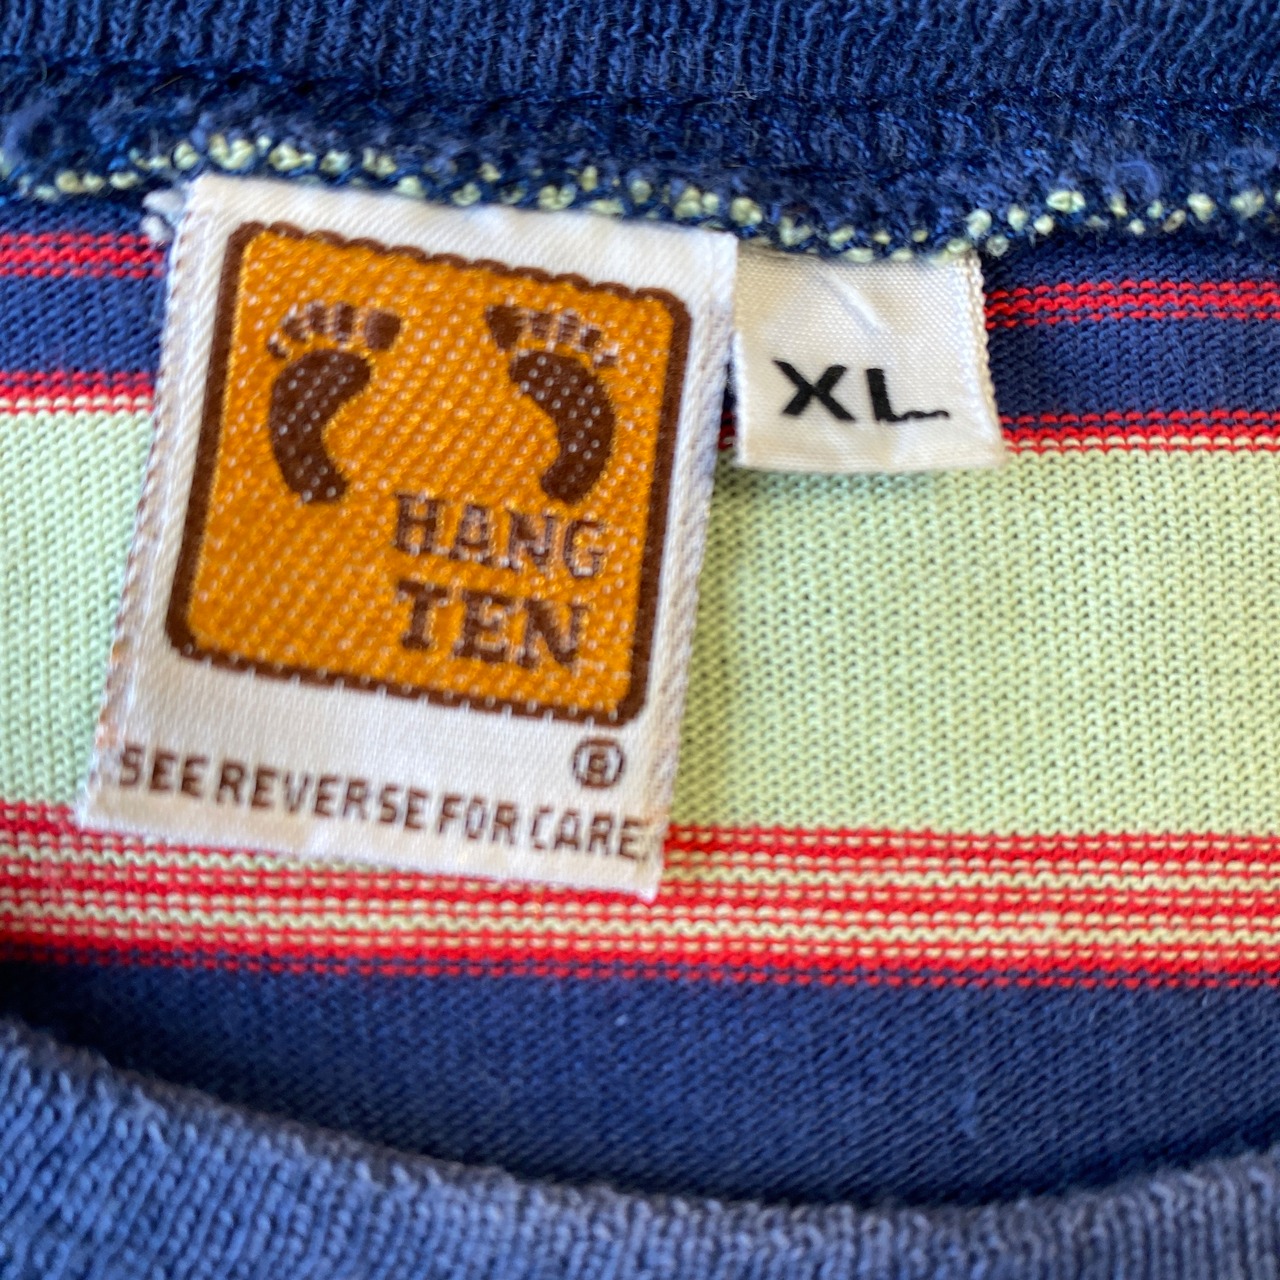 HANG
TEN
®
SEE REVERSE FOR CARE.
XL